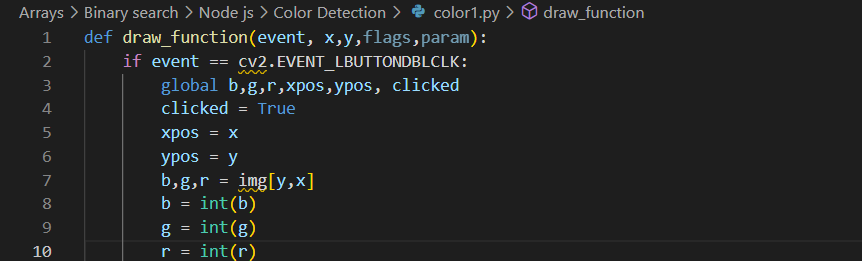 Arrays > Binary search > Node js > Color Detection > color1.py > draw_function
1 def draw_function(event, x,y,flags,param):
2 if event == cv2.EVENT_LBUTTONDBLCLK:
3 global b,g,r,xpos,ypos, clicked
4 clicked = True
5 xpos = x
6 ypos = y
7 b,g,r = img[y,x]
8 b = int(b)
9 g = int(g)
10 r = int(r)